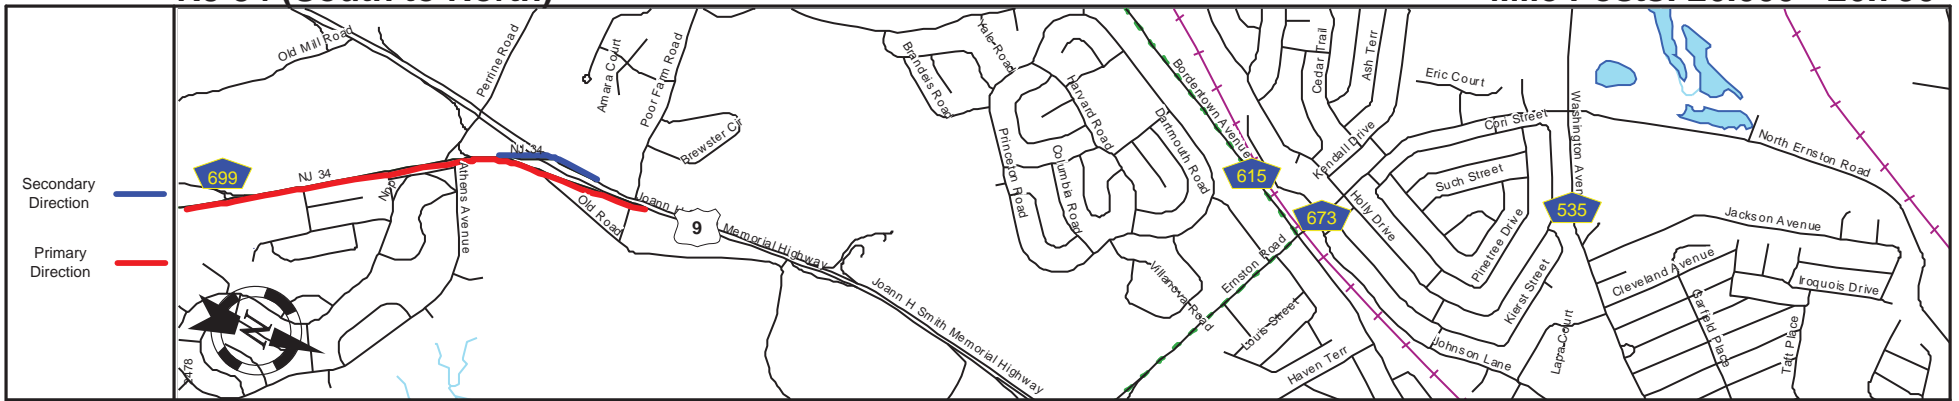 Secondary
Direction
Primary
Direction
Old Mill Road
Perrine Road
Amara Court
Poor Farm Road
Brewster Cir
Brandeis Road
Yale Road
Harvard Road
Princeton Road
Columbia Road
Dartmouth Road
Bordentown Avenue
Cedar Trail
Ash Terr
Eric Court
Kendall Drive
Cori Street
Washington Aven
North Ernston Road
699
NJ 34
NJ 34
Athens Avenue
Old Road
Joann H
9
Memorial Highway
Joann H Smith Memorial Highway
615
673
535
Such Street
Holly Drive
Pinetree Drive
Kierst Street
Jackson Avenue
Cleveland Avenue
Iroquois Drive
Garfield Place
Taft Place
Villanova Road
Ernston Road
Louis Street
Haven Terr
Johnson Lane
Lapra Court
N
2478